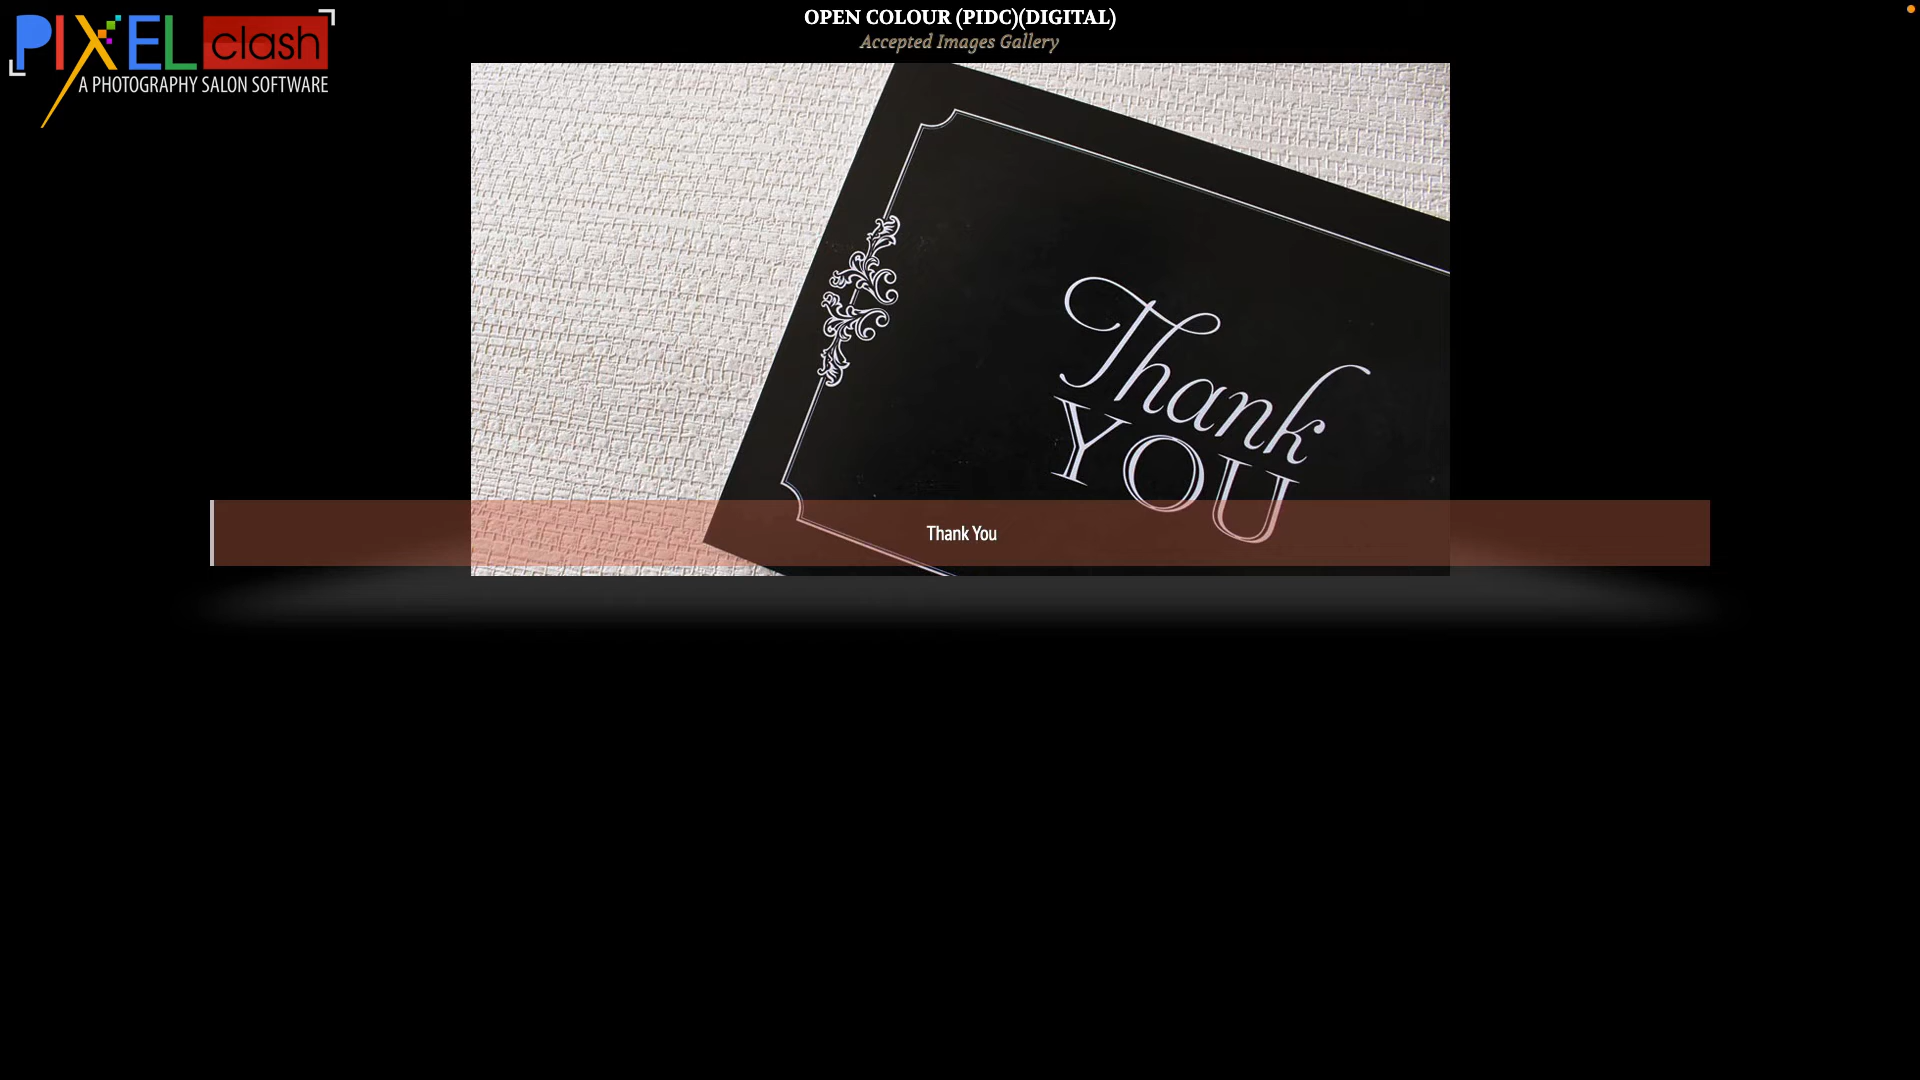 PIXEL clash
A PHOTOGRAPHY SALON SOFTWARE
OPEN COLOUR (PIDC)(DIGITAL)
Accepted Images Gallery
Thank
YOU
Thank You